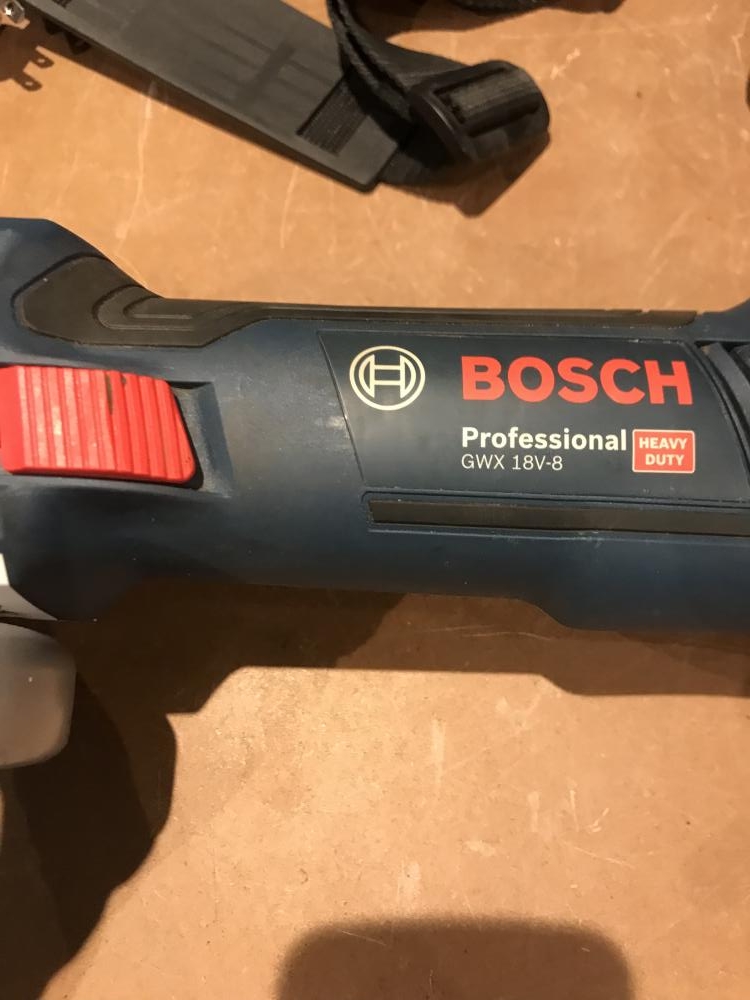 BOSCH
Professional HEAVY DUTY
GWX 18V-8